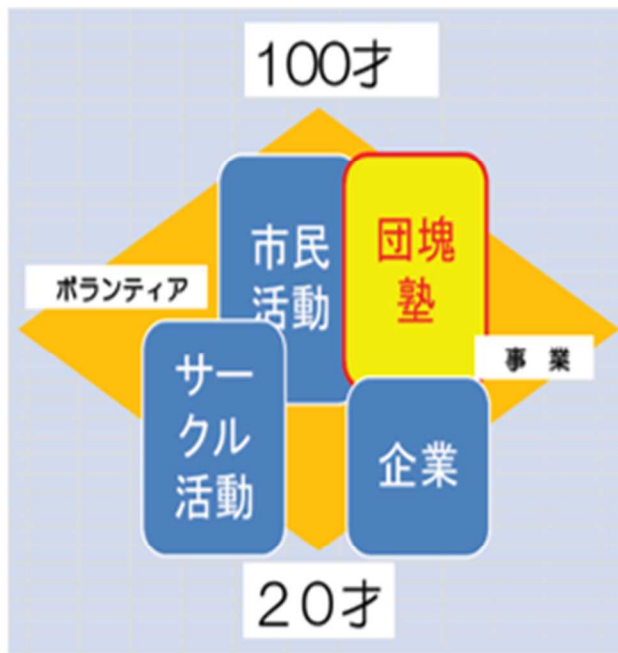 100才
市民
活動
団塊
塾
ボランティア
事 業
サー
クル
活動
企業
２０才